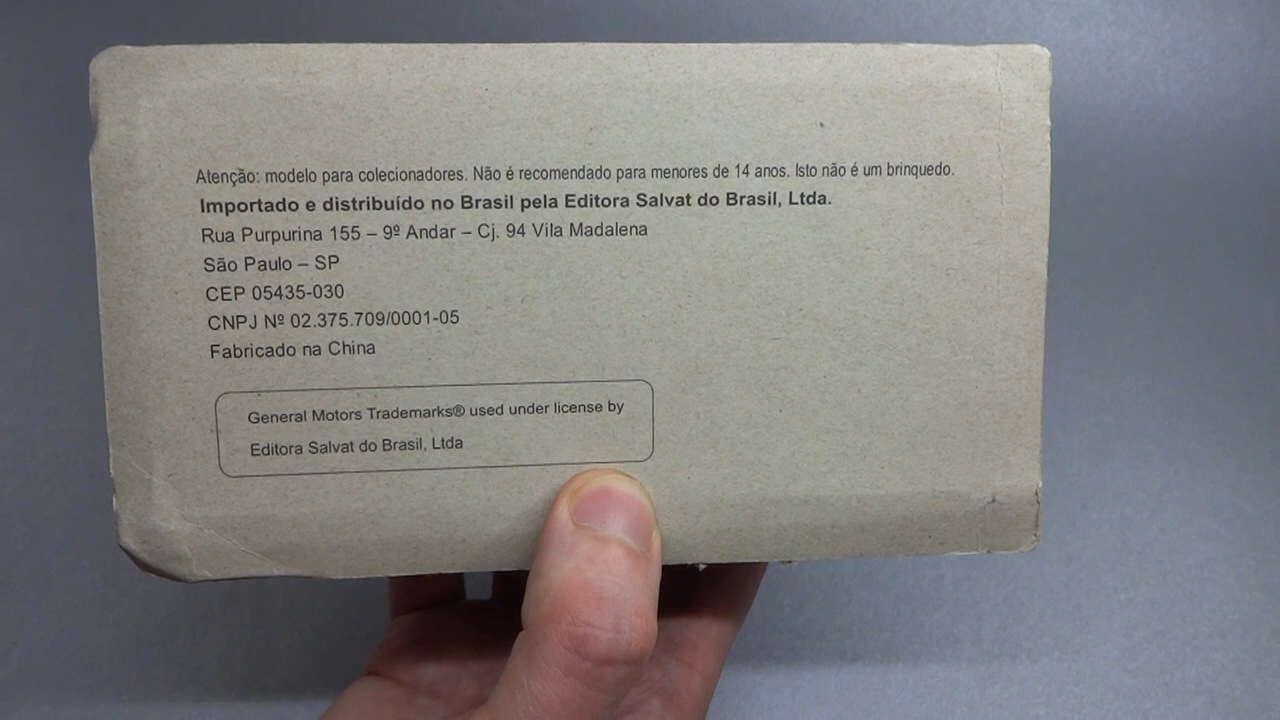 Atenção: modelo para colecionadores. Não é recomendado para menores de 14 anos. Isto não é um brinquedo.
Importado e distribuído no Brasil pela Editora Salvat do Brasil, Ltda.
Rua Purpurina 155 – 9º Andar – Cj. 94 Vila Madalena
São Paulo – SP
CEP 05435-030
CNPJ Nº 02.375.709/0001-05
Fabricado na China
General Motors Trademarks® used under license by
Editora Salvat do Brasil, Ltda